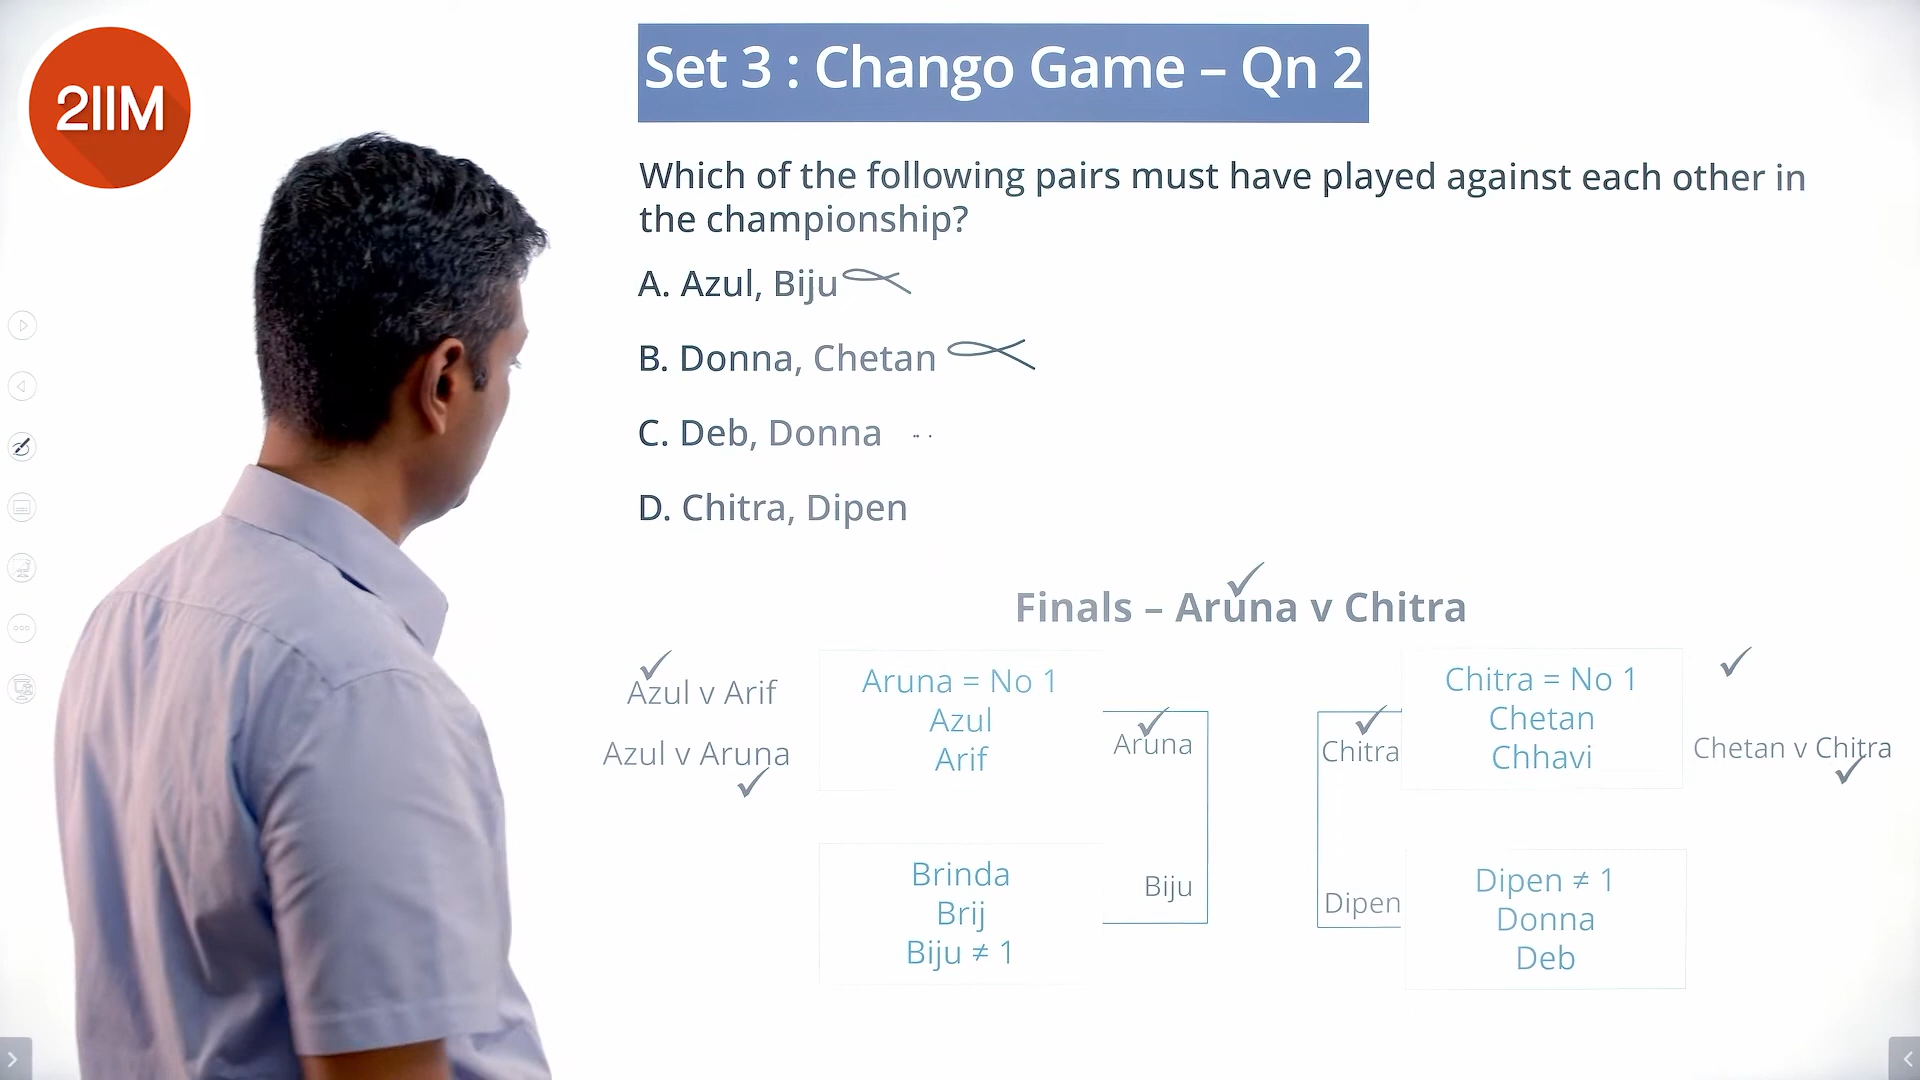 2IIM
Set 3 : Chango Game – Qn 2
Which of the following pairs must have played against each other in
the championship?
A. Azul, Biju
B. Donna, Chetan
C. Deb, Donna
D. Chitra, Dipen
Finals – Aruna v Chitra
Azul v Arif
Azul v Aruna
Aruna = No 1
Azul
Arif
Aruna
Chitra
Chitra = No 1
Chetan
Chhavi
Chetan v Chitra
Brinda
Brij
Biju ≠ 1
Biju
Dipen
Dipen ≠ 1
Donna
Deb